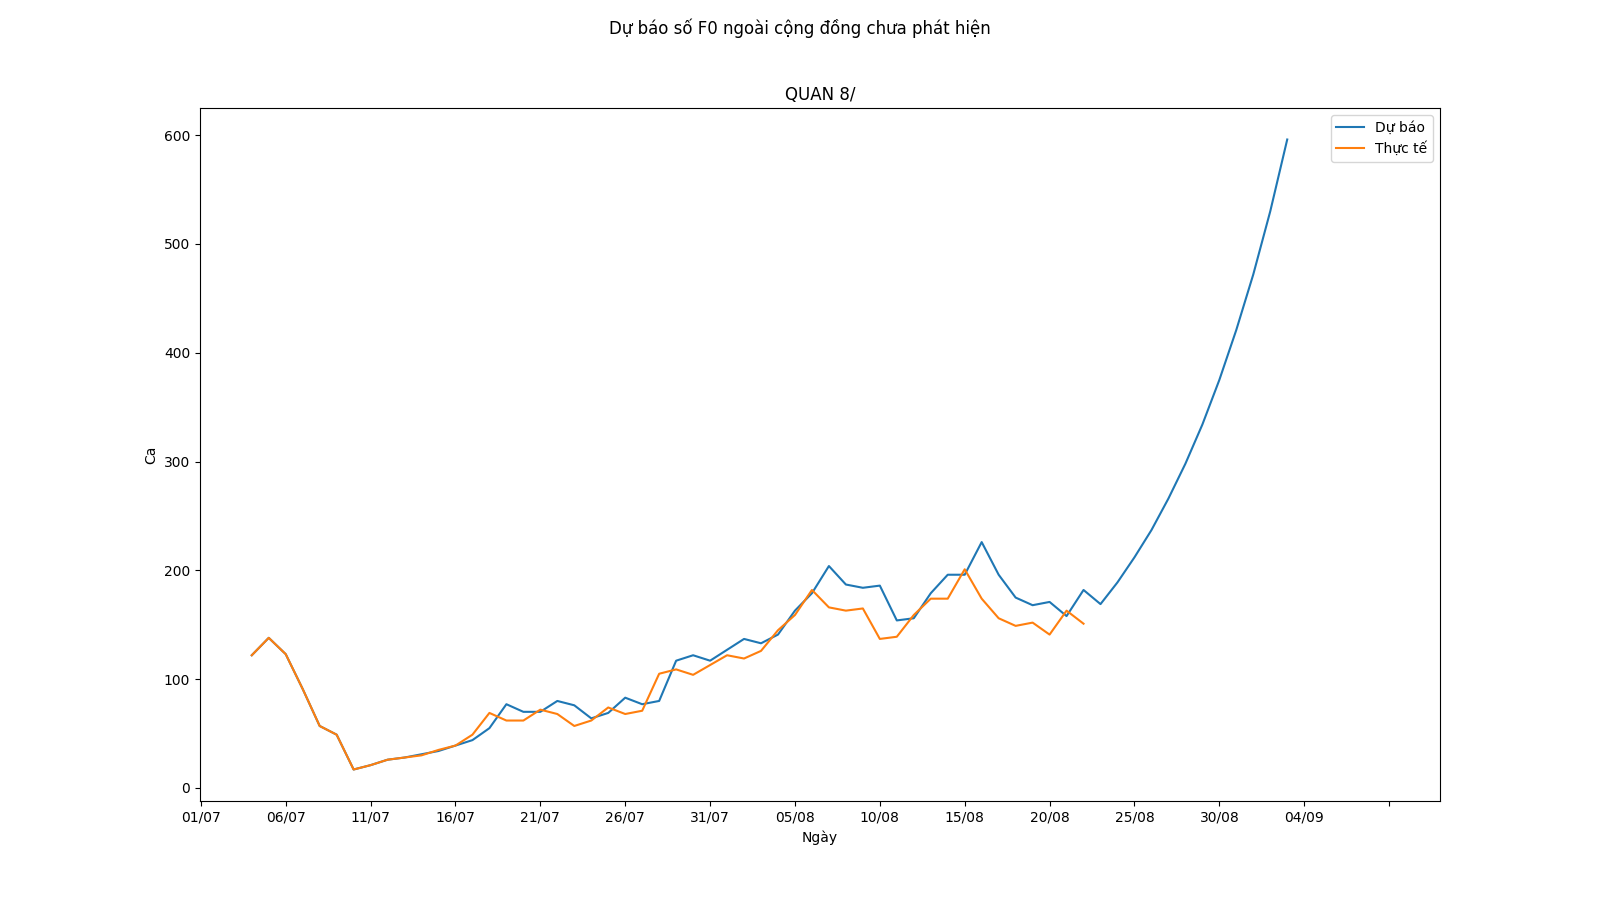 Dự báo số F0 ngoài cộng đồng chưa phát hiện
QUAN 8/
Dự báo
Thực tế
600
500
400
300
200
100
0
Ca
01/07 06/07 11/07 16/07 21/07 26/07 31/07 05/08 10/08 15/08 20/08 25/08 30/08 04/09
Ngày